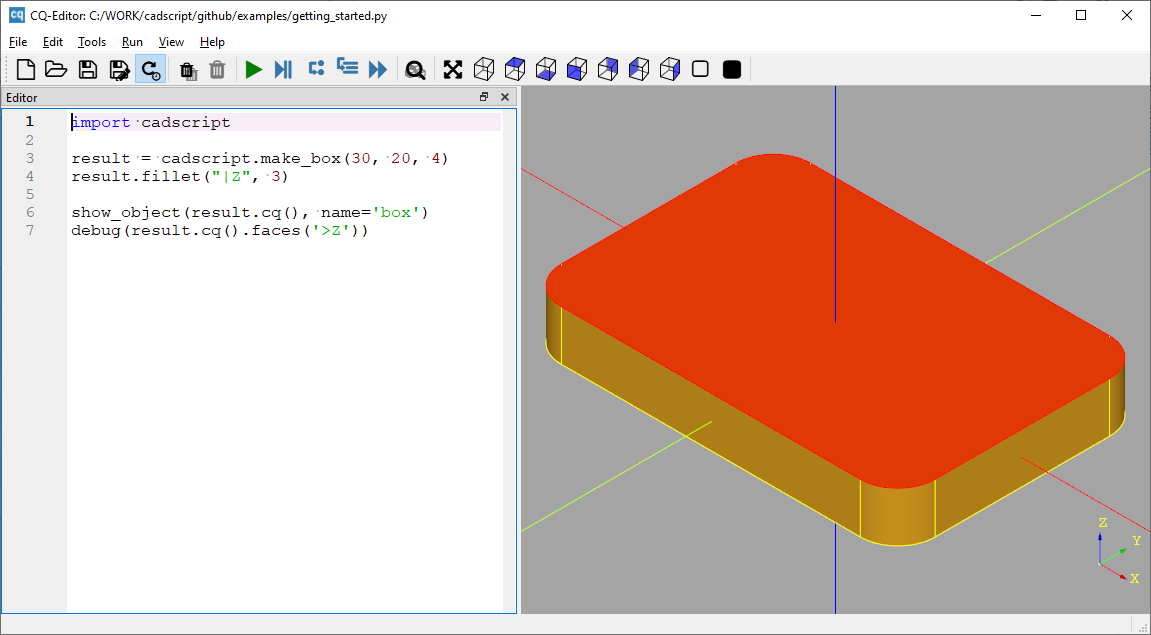 CQ CQ-Editor: C:/WORK/cadscript/github/examples/getting_started.py
File Edit Tools Run View Help
Editor
1 import cadscript
2
3 result = cadscript.make_box(30, 20, 4)
4 result.fillet("|Z", 3)
5
6 show_object(result.cq(), name='box')
7 debug(result.cq().faces('>Z'))
Z
Y
X